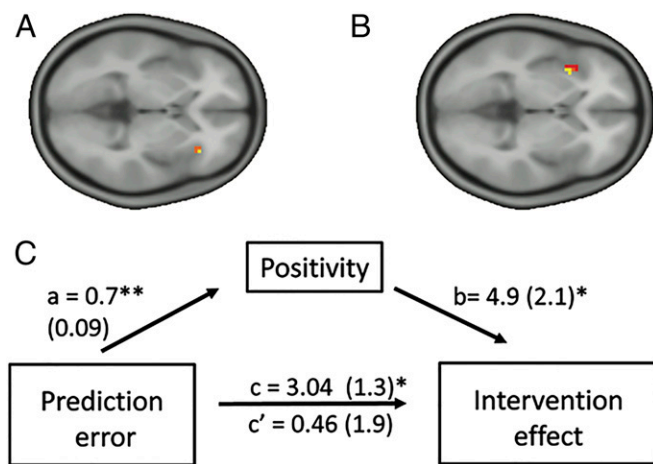 A
B
C
Positivity
a = 0.7**
(0.09)
b= 4.9 (2.1)*
Prediction
error
c = 3.04 (1.3)*
c’ = 0.46 (1.9)
Intervention
effect